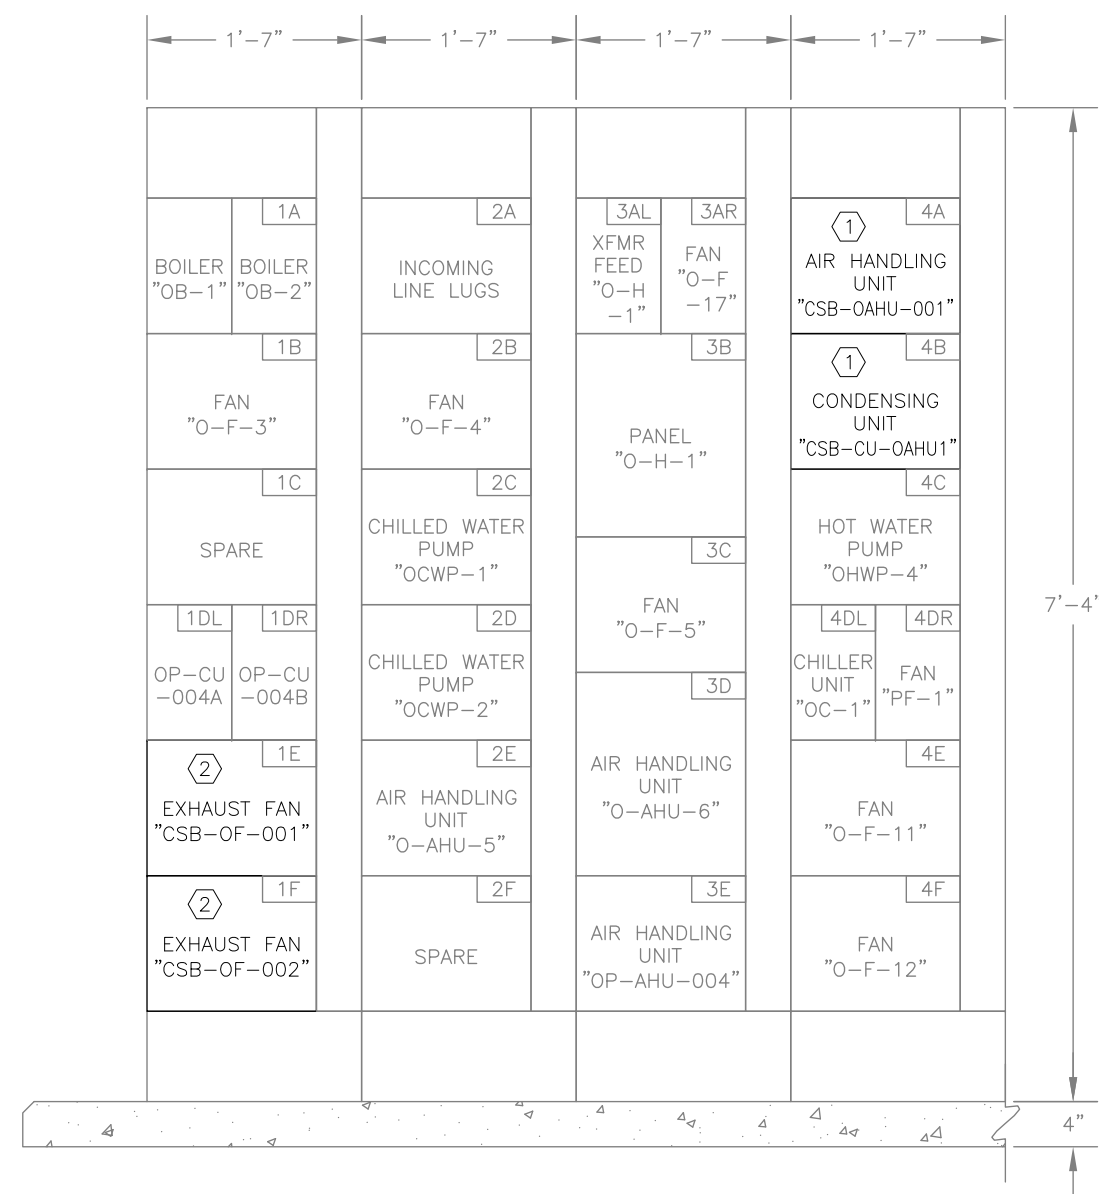 1'-7" 1'-7" 1'-7" 1'-7"
1A
BOILER
"OB-1"
BOILER
"OB-2"
1B
FAN
"O-F-3"
1C
SPARE
1DL
OP-CU
-004A
1DR
OP-CU
-004B
1E
2
EXHAUST FAN
"CSB-OF-001"
1F
2
EXHAUST FAN
"CSB-OF-002"
2A
INCOMING
LINE LUGS
2B
FAN
"O-F-4"
2C
CHILLED WATER
PUMP
"OCWP-1"
2D
CHILLED WATER
PUMP
"OCWP-2"
2E
AIR HANDLING
UNIT
"O-AHU-5"
2F
SPARE
3AL
XFMR
FEED
"O-H
-1"
3AR
FAN
"O-F
-17"
3B
PANEL
"O-H-1"
3C
FAN
"O-F-5"
3D
AIR HANDLING
UNIT
"O-AHU-6"
3E
AIR HANDLING
UNIT
"OP-AHU-004"
4A
1
AIR HANDLING
UNIT
"CSB-OAHU-001"
4B
1
CONDENSING
UNIT
"CSB-CU-OAHU1"
4C
HOT WATER
PUMP
"OHWP-4"
4DL
CHILLER
UNIT
"OC-1"
4DR
FAN
"PF-1"
4E
FAN
"O-F-11"
4F
FAN
"O-F-12"
7'-4'
4"